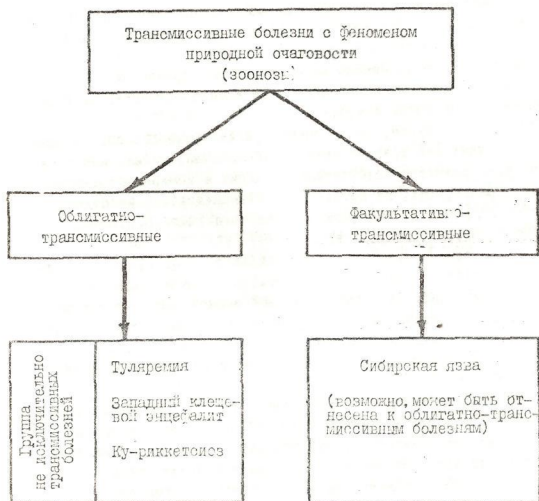 Трансмиссивные болезни с феноменом
природной очаговости
(зоонозы)
Облигатно-
трансмиссивные
Факультативно-
трансмиссивные
Группа
не исключительно
трансмиссивных
болезней
Туляремия
Западный клеще-
вой энцефалит
Ку-риккетсиоз
Сибирская язва
(возможно, может быть от-
несена к облигатно-транс-
миссивным болезням)